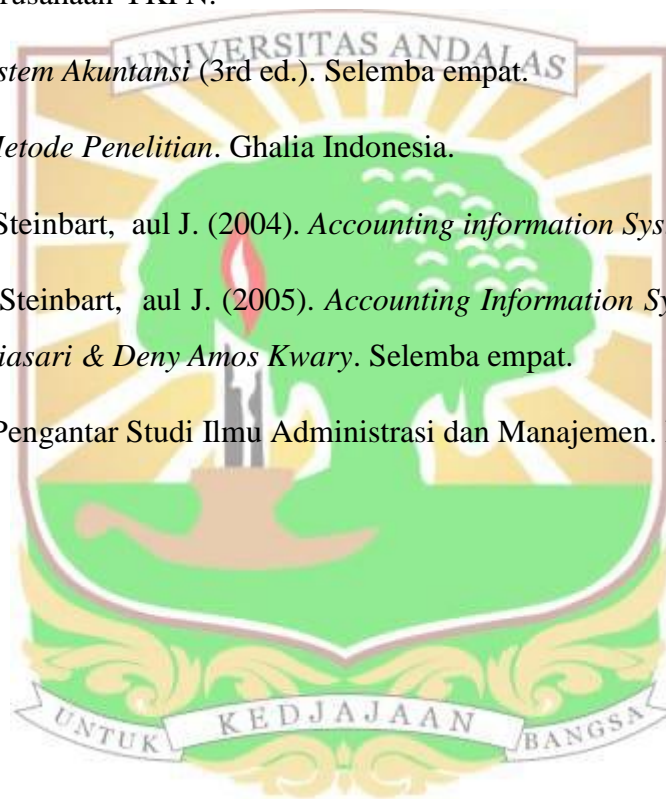 rusahaan YKPN.
UNIVERSITAS ANDALAS
stem Akuntansi (3rd ed.). Selemba empat.
Metode Penelitian. Ghalia Indonesia.
Steinbart, aul J. (2004). Accounting information Sys
Steinbart, aul J. (2005). Accounting Information Sy
iasari & Deny Amos Kwary. Selemba empat.
Pengantar Studi Ilmu Administrasi dan Manajemen.
UNTUK KEDJAJAAN BANGSA